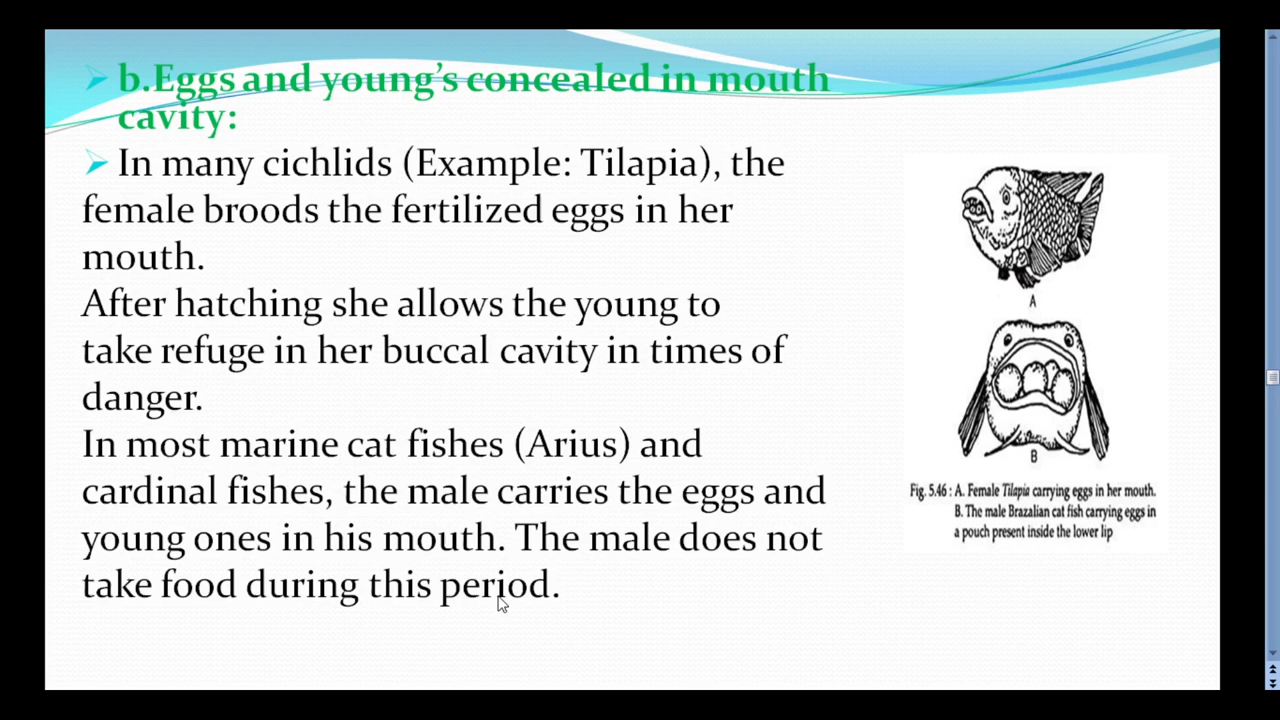 b.Eggs and young's concealed in mouth
cavity:
In many cichlids (Example: Tilapia), the
female broods the fertilized eggs in her
mouth.
After hatching she allows the young to
take refuge in her buccal cavity in times of
danger.
In most marine cat fishes (Arius) and
cardinal fishes, the male carries the eggs and
young ones in his mouth. The male does not
take food during this period.
A
B
Fig. 5.46 : A. Female Tilapia carrying eggs in her mouth.
B. The male Brazalian cat fish carrying eggs in
a pouch present inside the lower lip